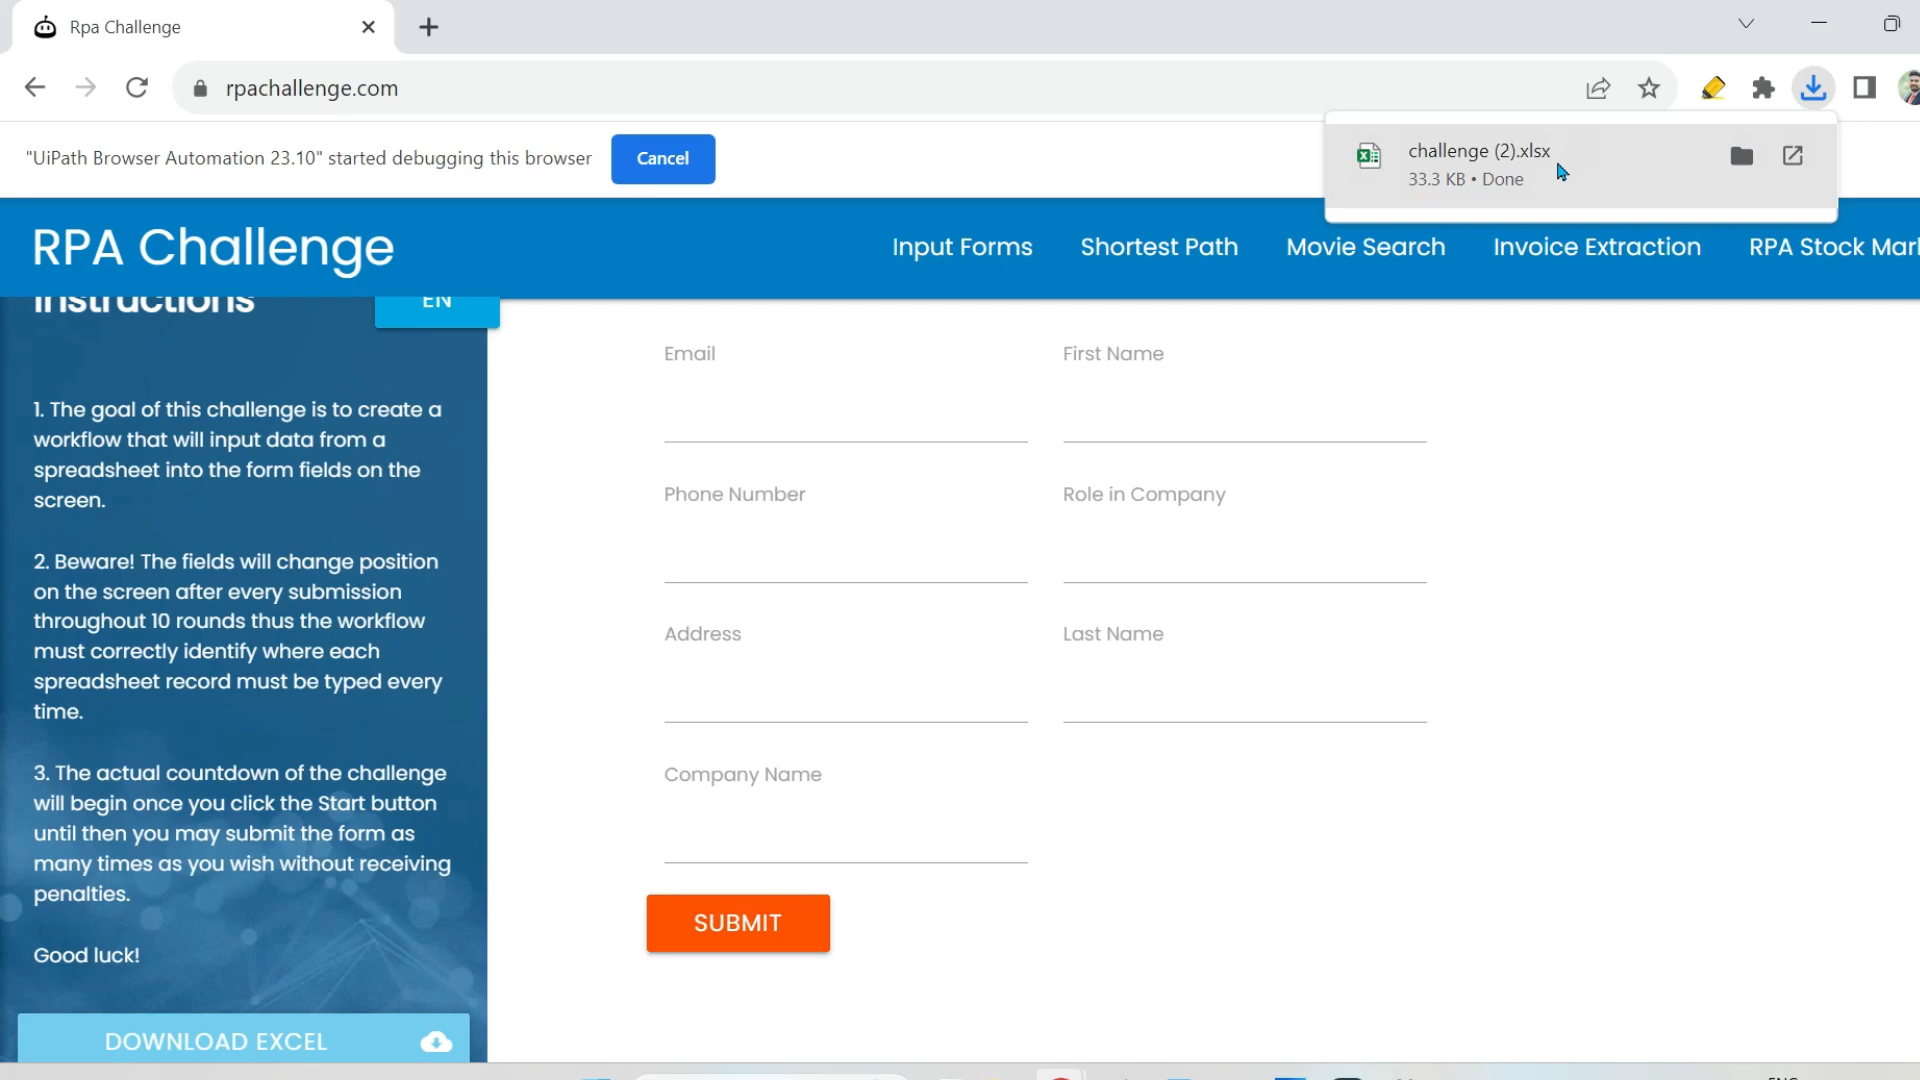 Rpa Challenge
rpachallenge.com
"UiPath Browser Automation 23.10" started debugging this browser
Cancel
challenge (2).xlsx
33.3 KB • Done
RPA Challenge
Input Forms
Shortest Path
Movie Search
Invoice Extraction
RPA Stock Mar
Instructions
EN
1. The goal of this challenge is to create a
workflow that will input data from a
spreadsheet into the form fields on the
screen.
2. Beware! The fields will change position
on the screen after every submission
throughout 10 rounds thus the workflow
must correctly identify where each
spreadsheet record must be typed every
time.
3. The actual countdown of the challenge
will begin once you click the Start button
until then you may submit the form as
many times as you wish without receiving
penalties.
Good luck!
DOWNLOAD EXCEL
Email
First Name
Phone Number
Role in Company
Address
Last Name
Company Name
SUBMIT